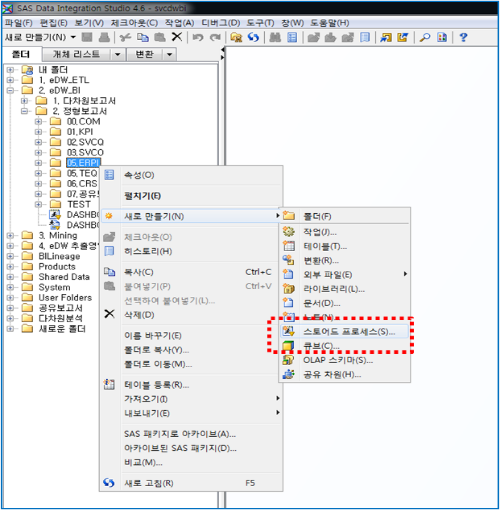 SAS Data Integration Studio 4.6 - svcdwbi
파일(F) 편집(E) 보기(V) 체크아웃(C) 작업(A) 디버그(D) 도구(T) 창(W) 도움말(H)
새로 만들기(N)
폴더 개체 리스트 변환
내 폴더
1. eDW_ETL
2. eDW_BI
1. 다차원보고서
2. 정형보고서
00.COM
01.KPI
02.SVCQ
03.SVCO
05.ERPI
05.TEQ
06.CRS
07.공유
TEST
DASHBO
DASHBO
3. Mining
4. eDW 추출영
BILineage
Products
Shared Data
System
User Folders
공유보고서
다차원분석
새로운 폴더
속성(O)
펼치기(E)
새로 만들기(N)
체크아웃(O)
히스토리(H)
복사(C) Ctrl+C
붙여넣기(P) Ctrl+V
선택하여 붙여넣기(L)...
삭제(D)
이름 바꾸기(E)
폴더로 복사(Y)...
폴더로 이동(M)...
테이블 등록(R)...
가져오기(I)
내보내기(E)
SAS 패키지로 아카이브(A)...
아카이브된 SAS 패키지(D)...
비교(M)...
새로 고침(R) F5
폴더(F)
작업(J)...
테이블(T)...
변환(R)...
외부 파일(E)
라이브러리(L)...
문서(D)...
노트(N)...
스토어드 프로세스(S)...
큐브(C)...
OLAP 스키마(S)...
공유 자원(H)...